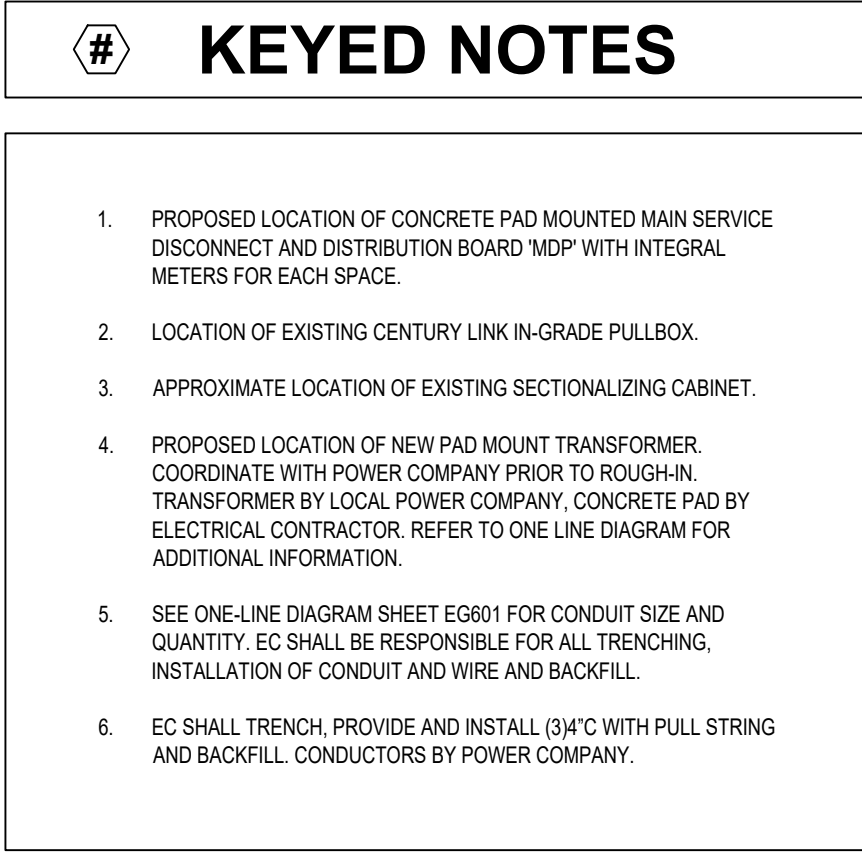 # KEYED NOTES
1. PROPOSED LOCATION OF CONCRETE PAD MOUNTED MAIN SERVICE
DISCONNECT AND DISTRIBUTION BOARD 'MDP' WITH INTEGRAL
METERS FOR EACH SPACE.
2. LOCATION OF EXISTING CENTURY LINK IN-GRADE PULLBOX.
3. APPROXIMATE LOCATION OF EXISTING SECTIONALIZING CABINET.
4. PROPOSED LOCATION OF NEW PAD MOUNT TRANSFORMER.
COORDINATE WITH POWER COMPANY PRIOR TO ROUGH-IN.
TRANSFORMER BY LOCAL POWER COMPANY, CONCRETE PAD BY
ELECTRICAL CONTRACTOR. REFER TO ONE LINE DIAGRAM FOR
ADDITIONAL INFORMATION.
5. SEE ONE-LINE DIAGRAM SHEET EG601 FOR CONDUIT SIZE AND
QUANTITY. EC SHALL BE RESPONSIBLE FOR ALL TRENCHING,
INSTALLATION OF CONDUIT AND WIRE AND BACKFILL.
6. EC SHALL TRENCH, PROVIDE AND INSTALL (3)4”C WITH PULL STRING
AND BACKFILL. CONDUCTORS BY POWER COMPANY.